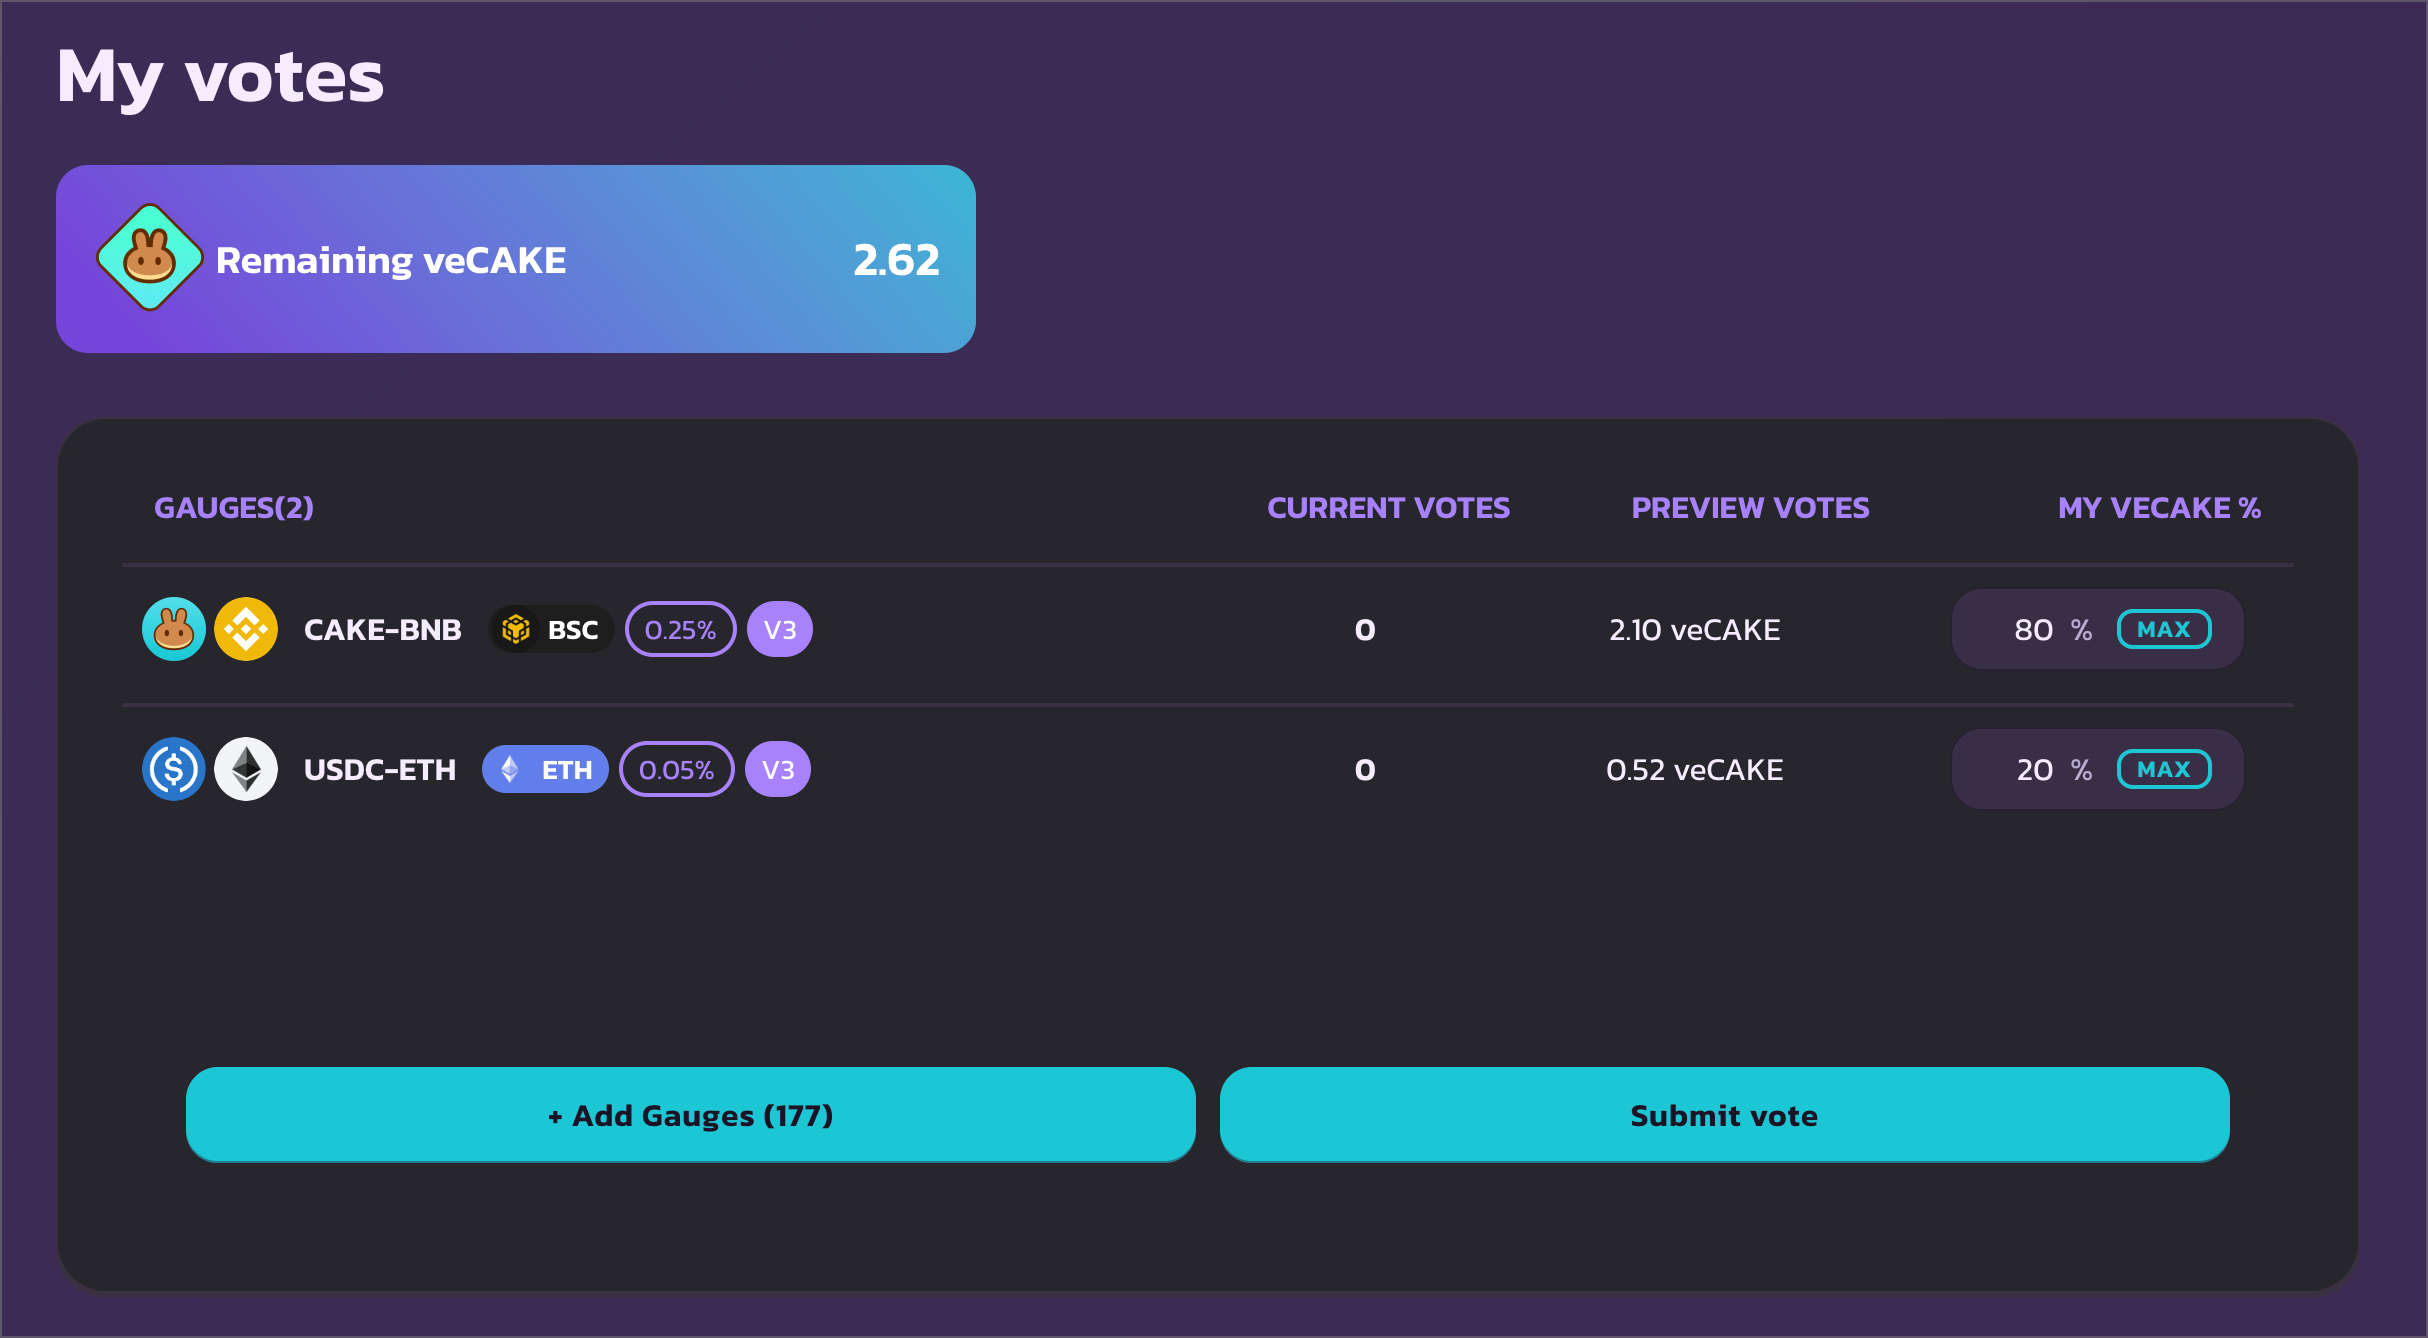 My votes
Remaining veCAKE 2.62
GAUGES(2) CURRENT VOTES PREVIEW VOTES MY VECAKE %
CAKE-BNB BSC 0.25% V3 0 2.10 veCAKE 80 % MAX
USDC-ETH ETH 0.05% V3 0 0.52 veCAKE 20 % MAX
+ Add Gauges (177) Submit vote